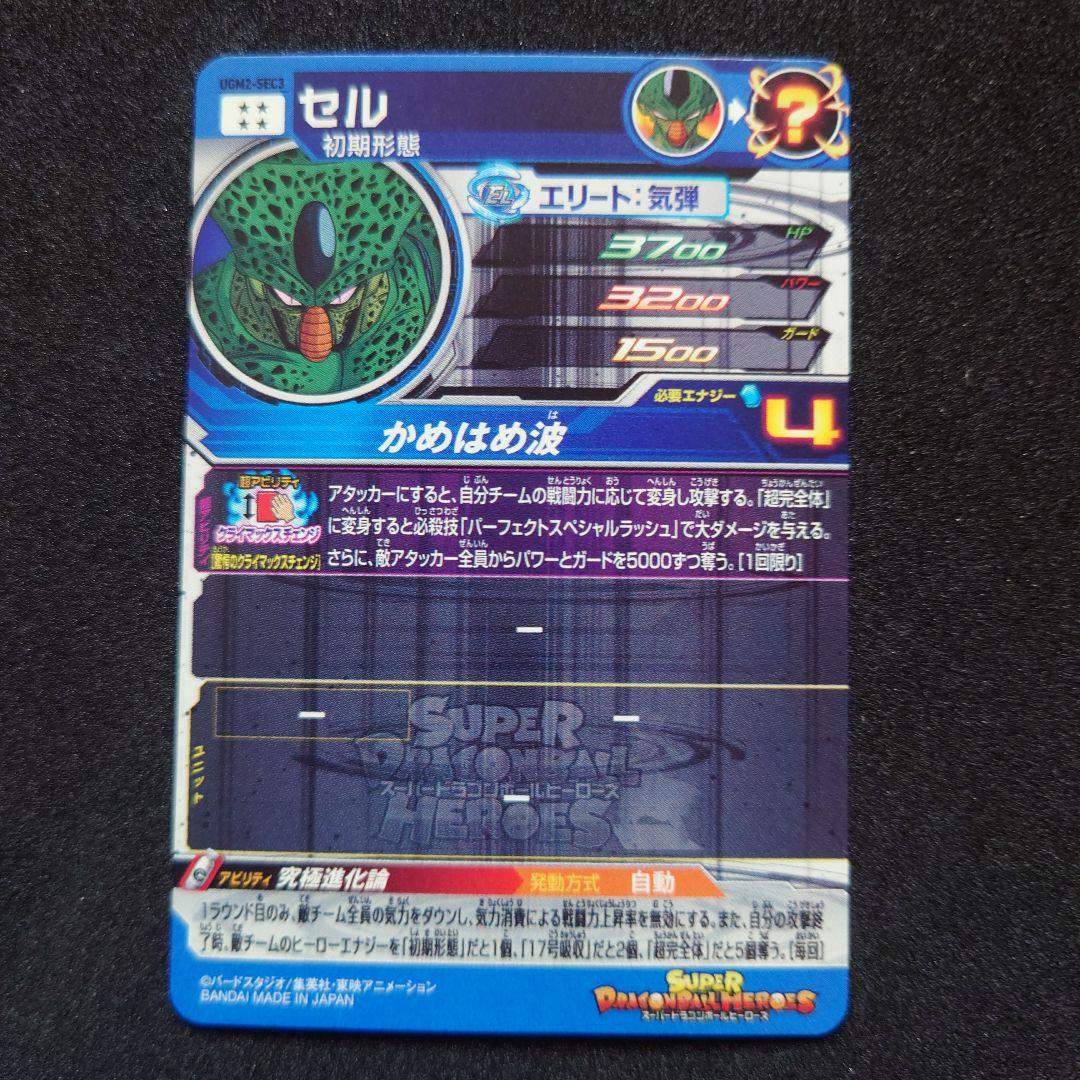 UGM2-SEC3
★★
★★
セル
初期形態
?
EL
エリート:気弾
HP
3700
パワー
3200
ガード
1500
必要エナジー
4
かめはめ波
は
超アビリティ
超アビリティ
クライマックスチェンジ
[驚愕のクライマックスチェンジ]
アタッカーにすると、自分チームの戦闘力に応じて変身し攻撃する。「超完全体」
に変身すると必殺技「パーフェクトスペシャルラッシュ」で大ダメージを与える。
さらに、敵アタッカー全員からパワーとガードを5000ずつ奪う。[1回限り]
ー
ユニット
ー
ー
ー
SUPER
DRAGONBALL
スーパードラゴンボールヒーローズ
HEROES
アビリティ 究極進化論
発動方式 自動
1ラウンド目のみ、敵チーム全員の気力をダウンし、気力消費による戦闘力上昇率を無効にする。また、自分の攻撃終
了時、敵チームのヒーローエナジーを「初期形態」だと1個、「17号吸収」だと2個、「超完全体」だと5個奪う。[毎回]
©バードスタジオ/集英社・東映アニメーション
BANDAI MADE IN JAPAN
SUPER
DRAGONBALL HEROES
スーパードラゴンボールヒーローズ